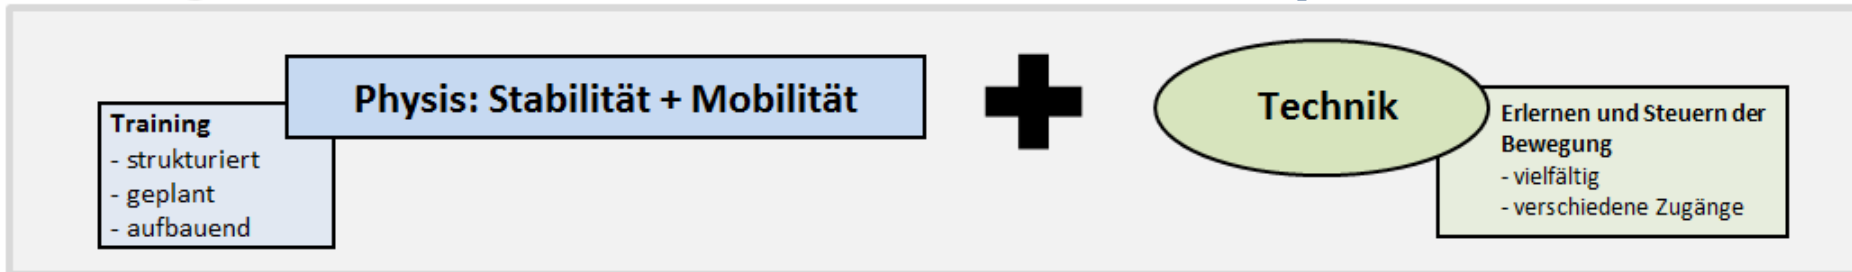 Physis: Stabilität + Mobilität
Training
- strukturiert
- geplant
- aufbauend
Technik
Erlernen und Steuern der
Bewegung
- vielfältig
- verschiedene Zugänge